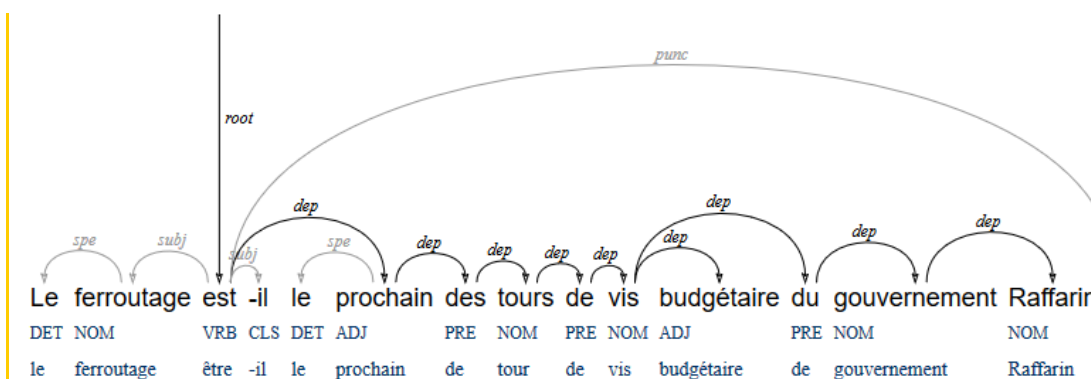 punc
root
dep dep
spe subj subj spe dep dep dep dep dep dep dep
Le ferroutage est -il le prochain des tours de vis budgétaire du gouvernement Raffarin
DET NOM VRB CLS DET ADJ PRE NOM PRE NOM ADJ PRE NOM NOM
le ferroutage être -il le prochain de tour de vis budgétaire de gouvernement Raffarin